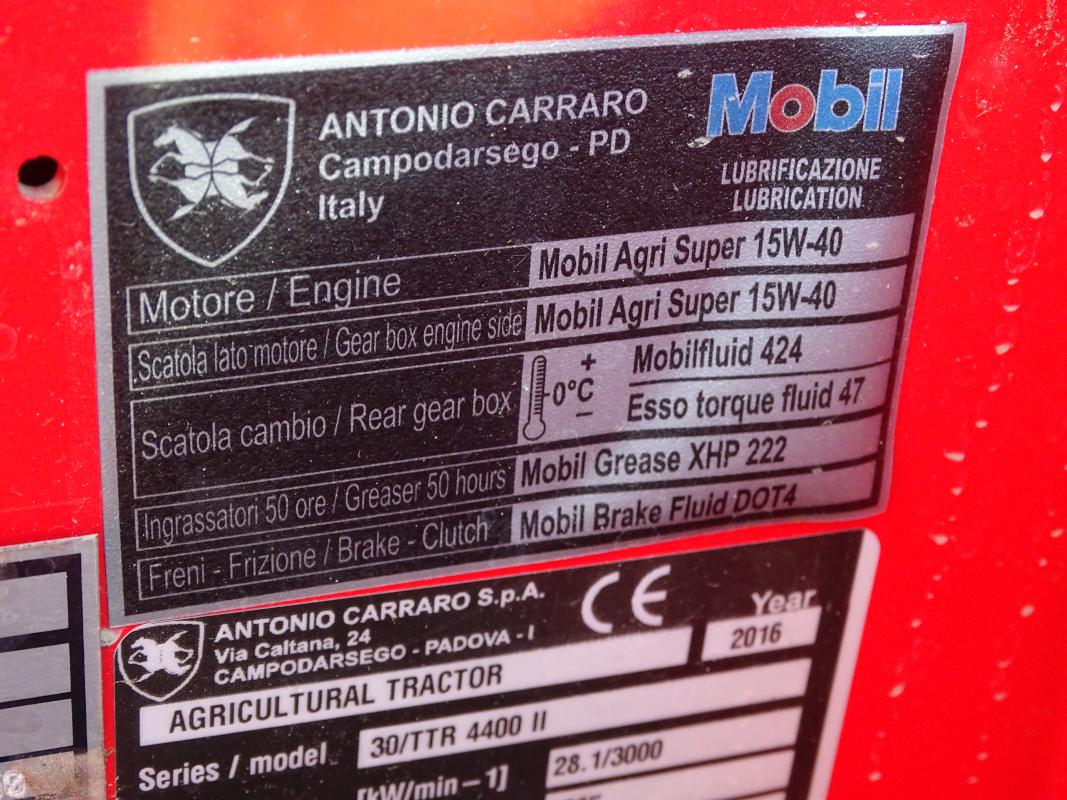 ANTONIO CARRARO
Campodarsego - PD
Italy
Mobil
LUBRIFICAZIONE
LUBRICATION
Motore / Engine Mobil Agri Super 15W-40
Scatola lato motore / Gear box engine side Mobil Agri Super 15W-40
Scatola cambio / Rear gear box + 0°C − Mobilfluid 424
Esso torque fluid 47
Ingrassatori 50 ore / Greaser 50 hours Mobil Grease XHP 222
Freni - Frizione / Brake - Clutch Mobil Brake Fluid DOT4
ANTONIO CARRARO S.p.A.
Via Caltana, 24
CAMPODARSEGO - PADOVA - I
CE
Year
2016
AGRICULTURAL TRACTOR
Series / model 30/TTR 4400 II
[kW/min−1] 28.1/3000